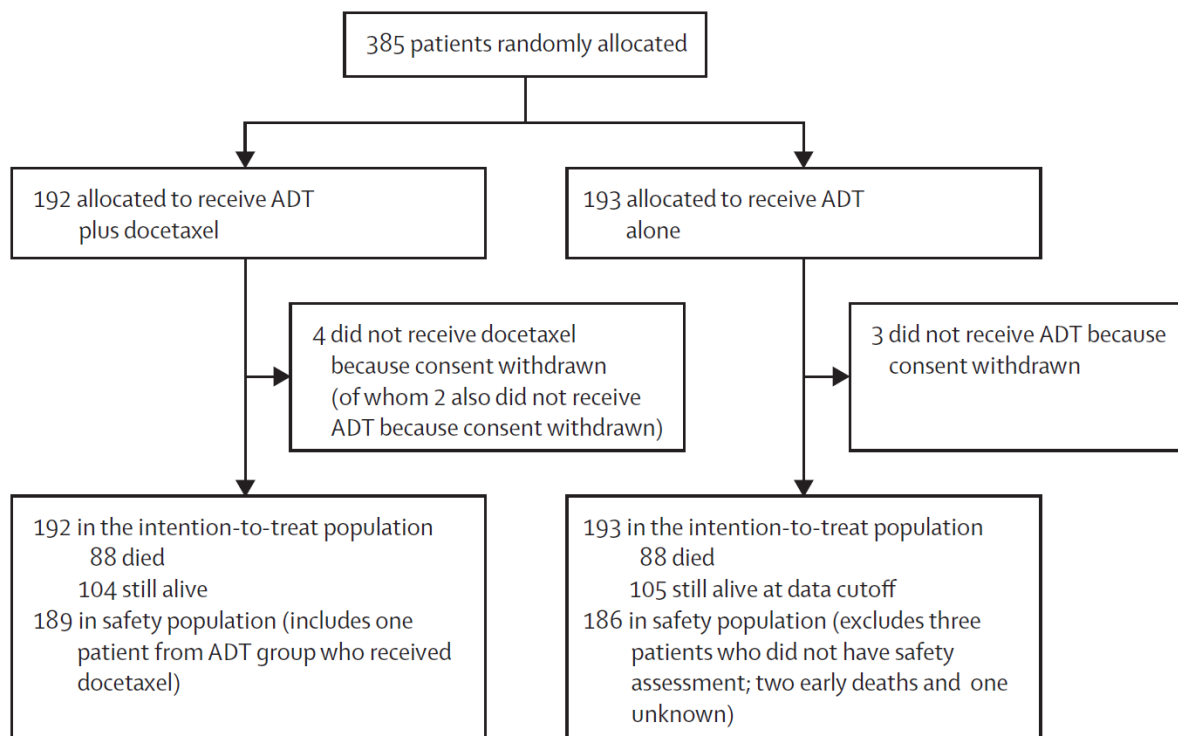 385 patients randomly allocated
192 allocated to receive ADT
plus docetaxel
193 allocated to receive ADT
alone
4 did not receive docetaxel
because consent withdrawn
(of whom 2 also did not receive
ADT because consent withdrawn)
3 did not receive ADT because
consent withdrawn
192 in the intention-to-treat population
88 died
104 still alive
189 in safety population (includes one
patient from ADT group who received
docetaxel)
193 in the intention-to-treat population
88 died
105 still alive at data cutoff
186 in safety population (excludes three
patients who did not have safety
assessment; two early deaths and one
unknown)